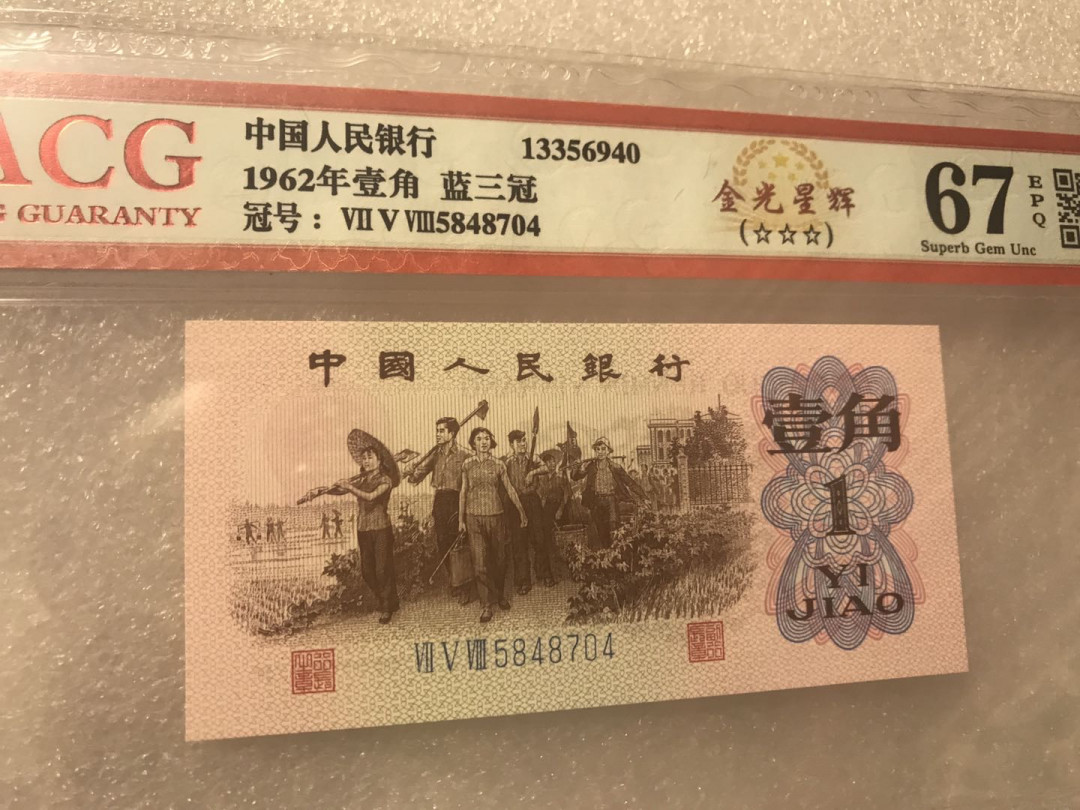 ACG
G GUARANTY
中国人民银行
1962年壹角 蓝三冠
冠号：ⅦⅤⅧ5848704
13356940
金光星辉
(☆☆☆)
67
EPQ
Superb Gem Unc
中國人民銀行
壹角
1
YI
JIAO
ⅦⅤⅧ5848704